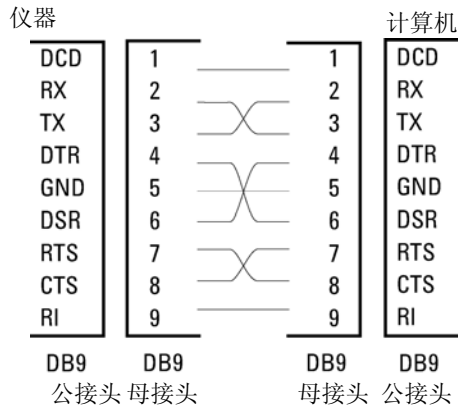 仪器 计算机
DCD 1 1 DCD
RX 2 2 RX
TX 3 3 TX
DTR 4 4 DTR
GND 5 5 GND
DSR 6 6 DSR
RTS 7 7 RTS
CTS 8 8 CTS
RI 9 9 RI
DB9 DB9 DB9 DB9
公接头 母接头 母接头 公接头